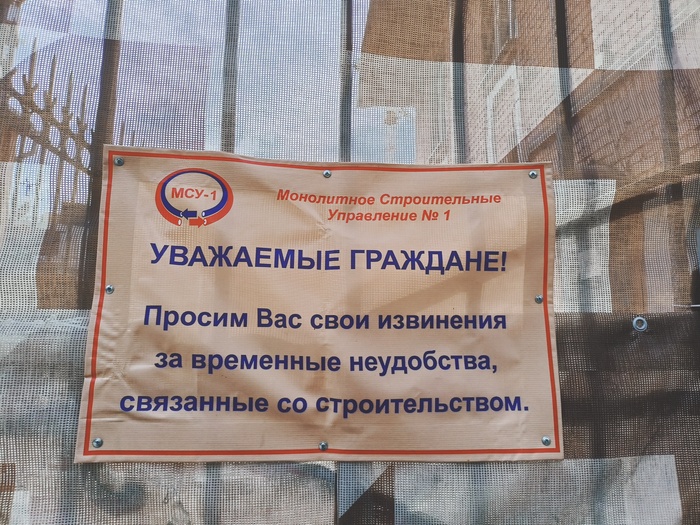 МСУ-1
Монолитное Строительные
Управление № 1
УВАЖАЕМЫЕ ГРАЖДАНЕ!
Просим Вас свои извинения
за временные неудобства,
связанные со строительством.